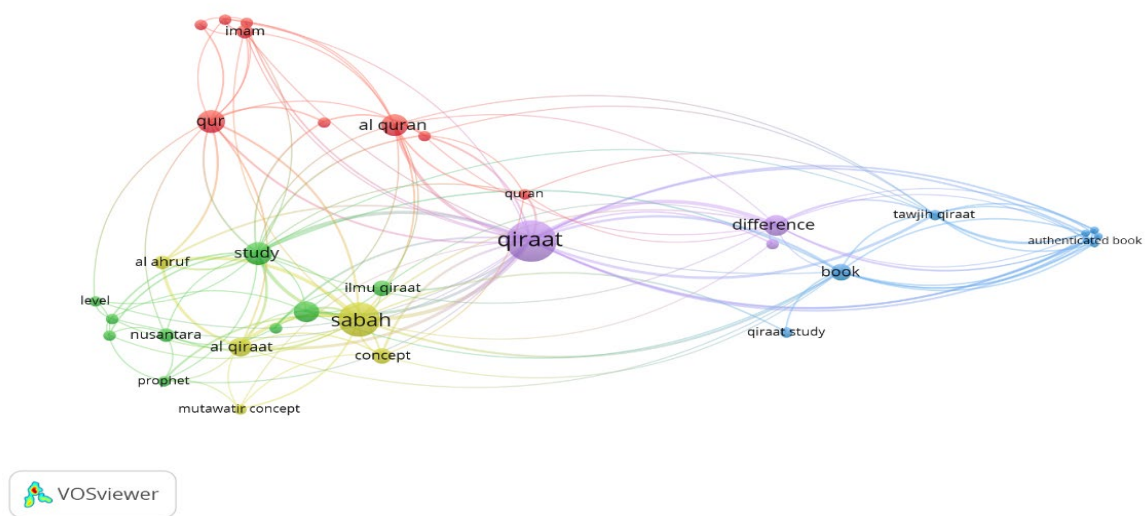 imam
qur
al quran
quran
qiraat
difference
tawjih qiraat
authenticated book
study
al ahruf
book
ilmu qiraat
level
sabah
nusantara
qiraat study
al qiraat
concept
prophet
mutawatir concept
VOSviewer